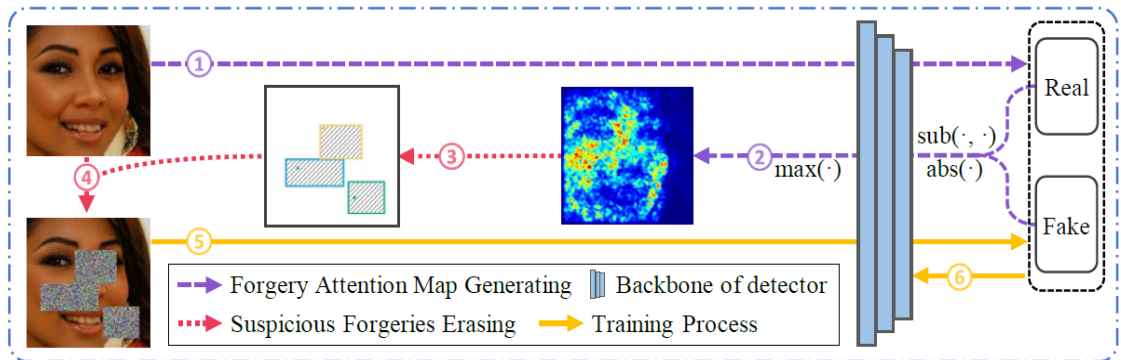 1
Real
sub(·, ·)
2
max(·)
abs(·)
3
4
Fake
5
6
Forgery Attention Map Generating
Backbone of detector
Suspicious Forgeries Erasing
Training Process